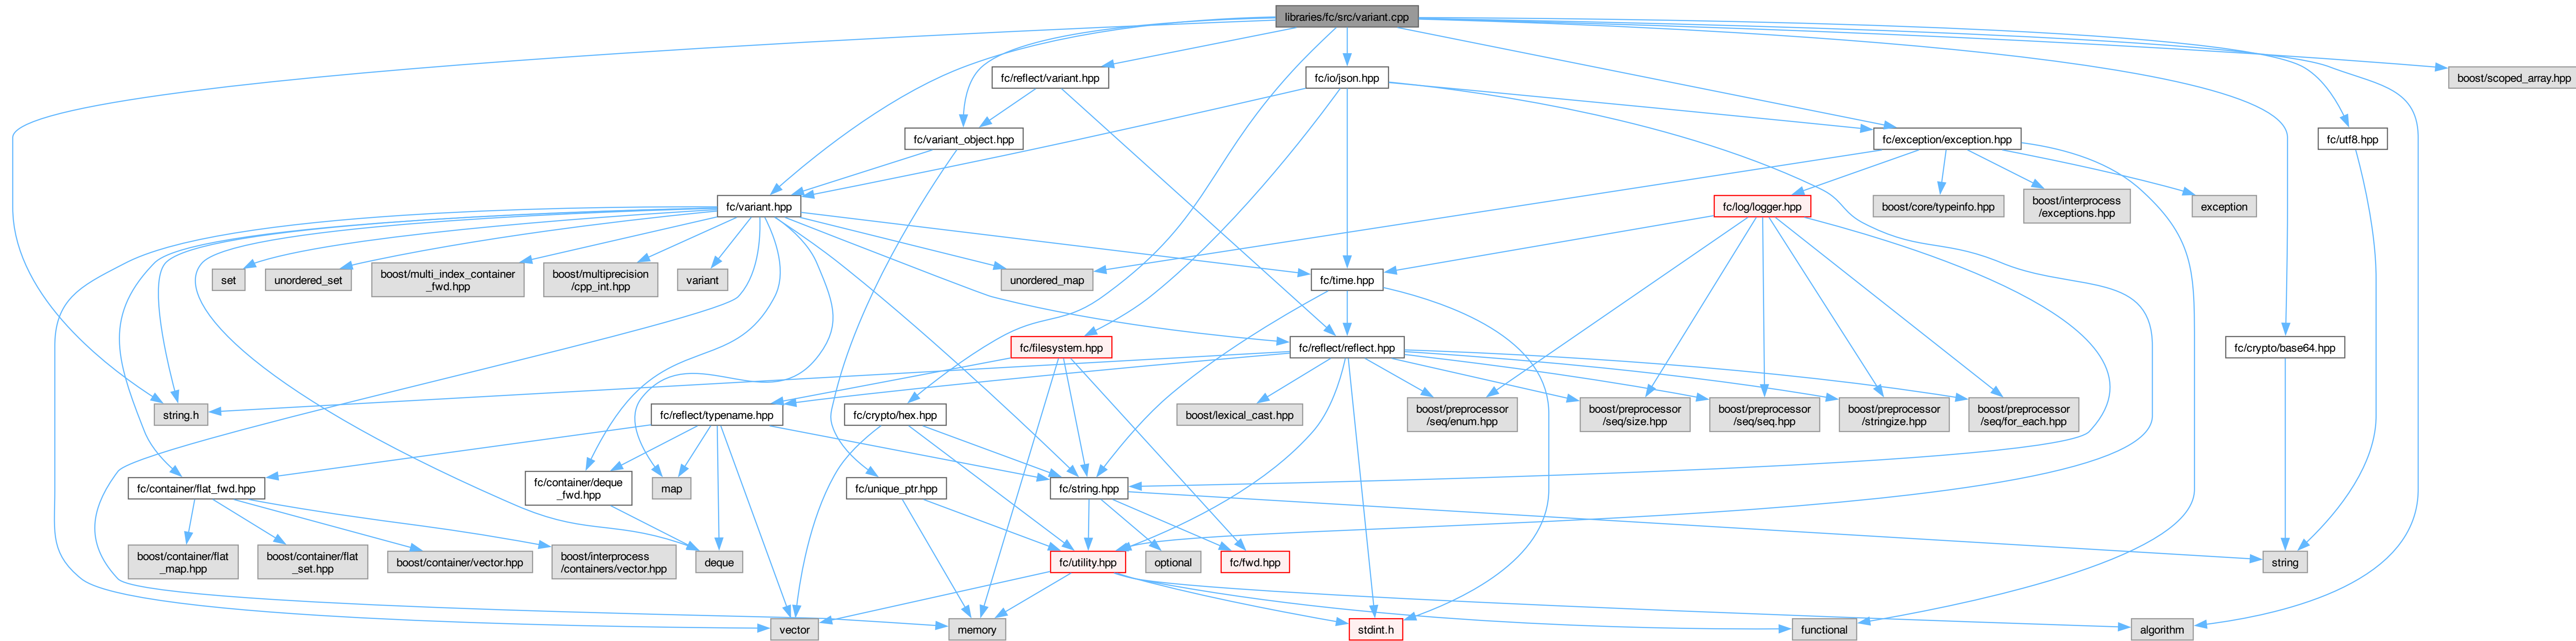 libraries/fc/src/variant.cpp
fc/reflect/variant.hpp
fc/io/json.hpp
boost/scoped_array.hpp
fc/variant_object.hpp
fc/exception/exception.hpp
fc/utf8.hpp
fc/variant.hpp
fc/log/logger.hpp
boost/core/typeinfo.hpp
boost/interprocess
/exceptions.hpp
exception
set
unordered_set
boost/multi_index_container
_fwd.hpp
boost/multiprecision
/cpp_int.hpp
variant
unordered_map
fc/time.hpp
fc/filesystem.hpp
fc/reflect/reflect.hpp
fc/crypto/base64.hpp
string.h
fc/reflect/typename.hpp
fc/crypto/hex.hpp
boost/lexical_cast.hpp
boost/preprocessor
/seq/enum.hpp
boost/preprocessor
/seq/size.hpp
boost/preprocessor
/seq/seq.hpp
boost/preprocessor
/stringize.hpp
boost/preprocessor
/seq/for_each.hpp
fc/container/flat_fwd.hpp
fc/container/deque
_fwd.hpp
map
fc/unique_ptr.hpp
fc/string.hpp
boost/container/flat
_map.hpp
boost/container/flat
_set.hpp
boost/container/vector.hpp
boost/interprocess
/containers/vector.hpp
deque
fc/utility.hpp
optional
fc/fwd.hpp
string
vector
memory
stdint.h
functional
algorithm